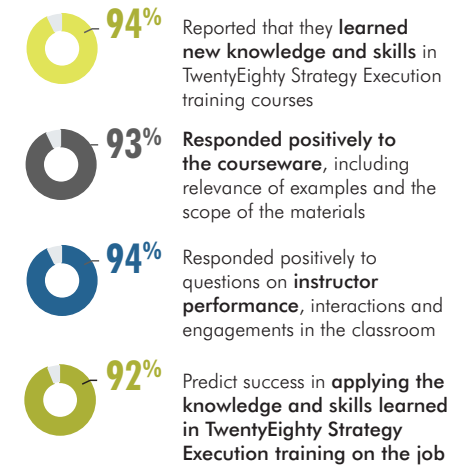 94%
Reported that they learned
new knowledge and skills in
TwentyEighty Strategy Execution
training courses
93%
Responded positively to
the courseware, including
relevance of examples and the
scope of the materials
94%
Responded positively to
questions on instructor
performance, interactions and
engagements in the classroom
92%
Predict success in applying the
knowledge and skills learned
in TwentyEighty Strategy
Execution training on the job